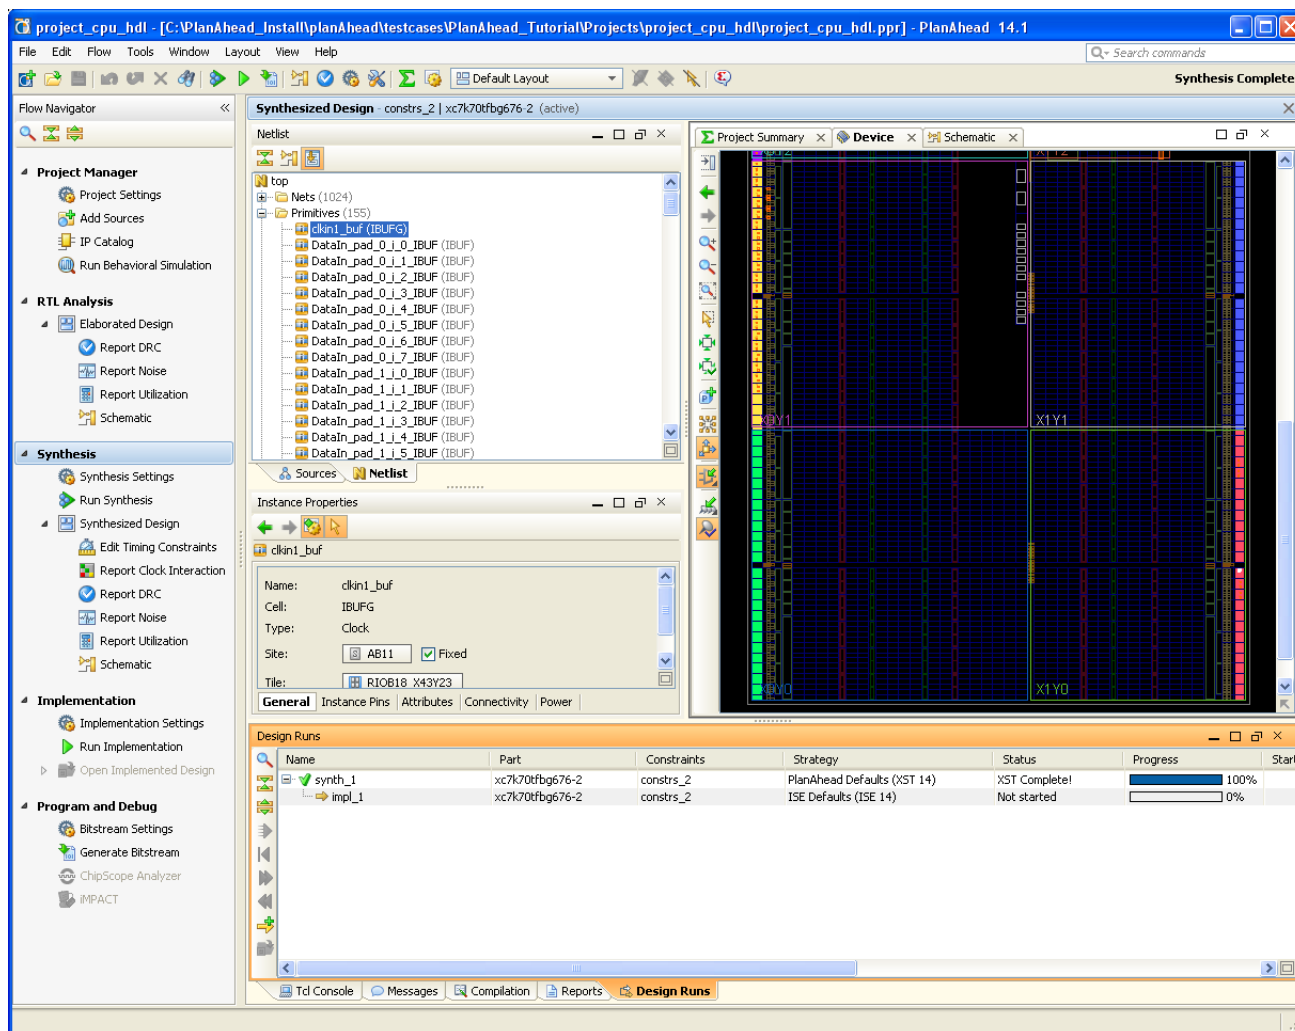 project_cpu_hdl - [C:\PlanAhead_Install\planAhead\testcases\PlanAhead_Tutorial\Projects\project_cpu_hdl\project_cpu_hdl.ppr] - PlanAhead 14.1
File Edit Flow Tools Window Layout View Help
Search commands
Default Layout
Synthesis Complete
Flow Navigator
Project Manager
Project Settings
Add Sources
IP Catalog
Run Behavioral Simulation
RTL Analysis
Elaborated Design
Report DRC
Report Noise
Report Utilization
Schematic
Synthesis
Synthesis Settings
Run Synthesis
Synthesized Design
Edit Timing Constraints
Report Clock Interaction
Report DRC
Report Noise
Report Utilization
Schematic
Implementation
Implementation Settings
Run Implementation
Open Implemented Design
Program and Debug
Bitstream Settings
Generate Bitstream
ChipScope Analyzer
iMPACT
Synthesized Design - constrs_2 | xc7k70tfbg676-2 (active)
Netlist
top
Nets (1024)
Primitives (155)
clkin1_buf (IBUFG)
DataIn_pad_0_i_0_IBUF (IBUF)
DataIn_pad_0_i_1_IBUF (IBUF)
DataIn_pad_0_i_2_IBUF (IBUF)
DataIn_pad_0_i_3_IBUF (IBUF)
DataIn_pad_0_i_4_IBUF (IBUF)
DataIn_pad_0_i_5_IBUF (IBUF)
DataIn_pad_0_i_6_IBUF (IBUF)
DataIn_pad_0_i_7_IBUF (IBUF)
DataIn_pad_1_i_0_IBUF (IBUF)
DataIn_pad_1_i_1_IBUF (IBUF)
DataIn_pad_1_i_2_IBUF (IBUF)
DataIn_pad_1_i_3_IBUF (IBUF)
DataIn_pad_1_i_4_IBUF (IBUF)
DataIn_pad_1_i_5_IBUF (IBUF)
Sources Netlist
Instance Properties
clkin1_buf
Name: clkin1_buf
Cell: IBUFG
Type: Clock
Site: AB11 Fixed
Tile: RIOB18_X43Y23
General Instance Pins Attributes Connectivity Power
Project Summary Device Schematic
X1Y2
X0Y1 X1Y1
X0Y0 X1Y0
Design Runs
Name Part Constraints Strategy Status Progress Start
synth_1 xc7k70tfbg676-2 constrs_2 PlanAhead Defaults (XST 14) XST Complete! 100%
impl_1 xc7k70tfbg676-2 constrs_2 ISE Defaults (ISE 14) Not started 0%
Tcl Console Messages Compilation Reports Design Runs